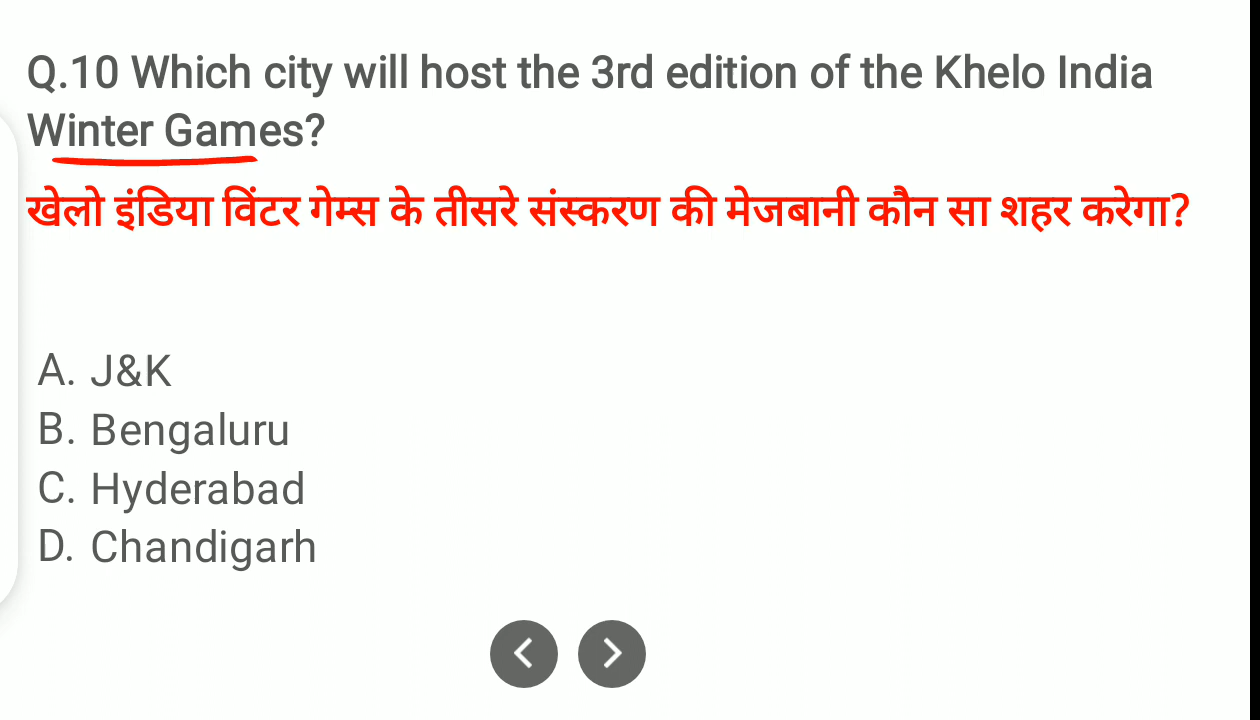 Q.10 Which city will host the 3rd edition of the Khelo India
Winter Games?
खेलो इंडिया विंटर गेम्स के तीसरे संस्करण की मेजबानी कौन सा शहर करेगा?
A. J&K
B. Bengaluru
C. Hyderabad
D. Chandigarh